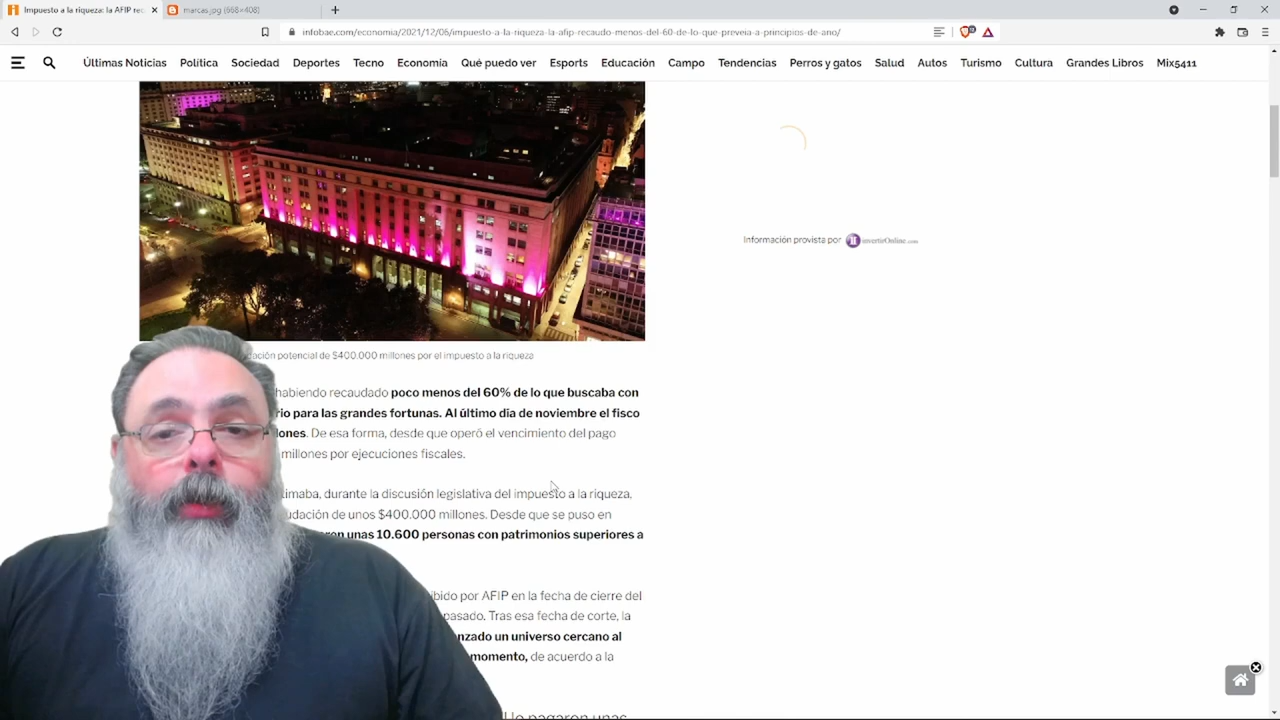 Impuesto a la riqueza: la AFIP rec
marcas.jpg (668×408)
infobae.com/economia/2021/12/06/impuesto-a-la-riqueza-la-afip-recaudo-menos-del-60-de-lo-que-preveia-a-principios-de-ano/
Últimas Noticias Política Sociedad Deportes Tecno Economía Qué puedo ver Esports Educación Campo Tendencias Perros y gatos Salud Autos Turismo Cultura Grandes Libros Mix5411
Información provista por InvertirOnline.com
dación potencial de $400.000 millones por el impuesto a la riqueza
habiendo recaudado poco menos del 60% de lo que buscaba con
rio para las grandes fortunas. Al último día de noviembre el fisco
lones. De esa forma, desde que operó el vencimiento del pago
millones por ejecuciones fiscales.
timaba, durante la discusión legislativa del impuesto a la riqueza,
udación de unos $400.000 millones. Desde que se puso en
ron unas 10.600 personas con patrimonios superiores a
ibido por AFIP en la fecha de cierre del
pasado. Tras esa fecha de corte, la
anzado un universo cercano al
momento, de acuerdo a la
pagaron unas